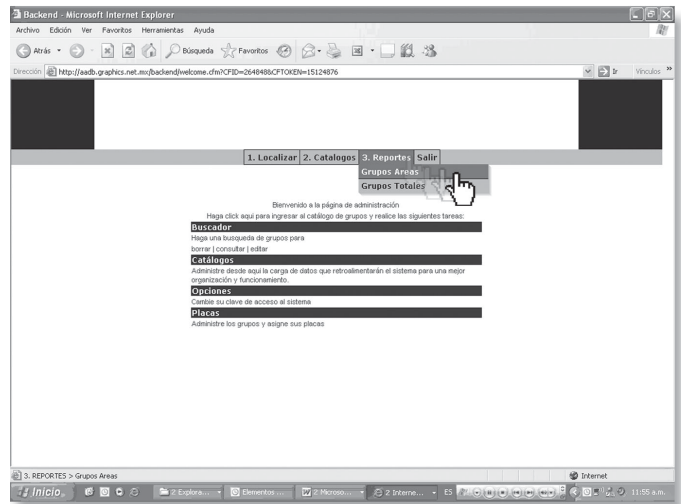 Backend - Microsoft Internet Explorer
Archivo Edición Ver Favoritos Herramientas Ayuda
Atrás Búsqueda Favoritos
Dirección http://aadb.graphics.net.mx/backend/welcome.cfm?CFID=264848&CFTOKEN=15124876 Ir Vínculos »
1. Localizar 2. Catalogos 3. Reportes Salir
Grupos Areas
Grupos Totales
Bienvenido a la página de administración
Haga click aqui para ingresar al catálogo de grupos y realice las siguientes tareas:
Buscador
Haga una busqueda de grupos para
borrar | consultar | editar
Catálogos
Administre desde aqui la carga de datos que retroalimentarán el sistema para una mejor
organización y funcionamiento.
Opciones
Cambie su clave de acceso al sistema
Placas
Administre los grupos y asigne sus placas
3. REPORTES > Grupos Areas Internet
Inicio 2 Explora... Elementos ... 2 Microso... 2 Interne... ES 11:55 a.m.